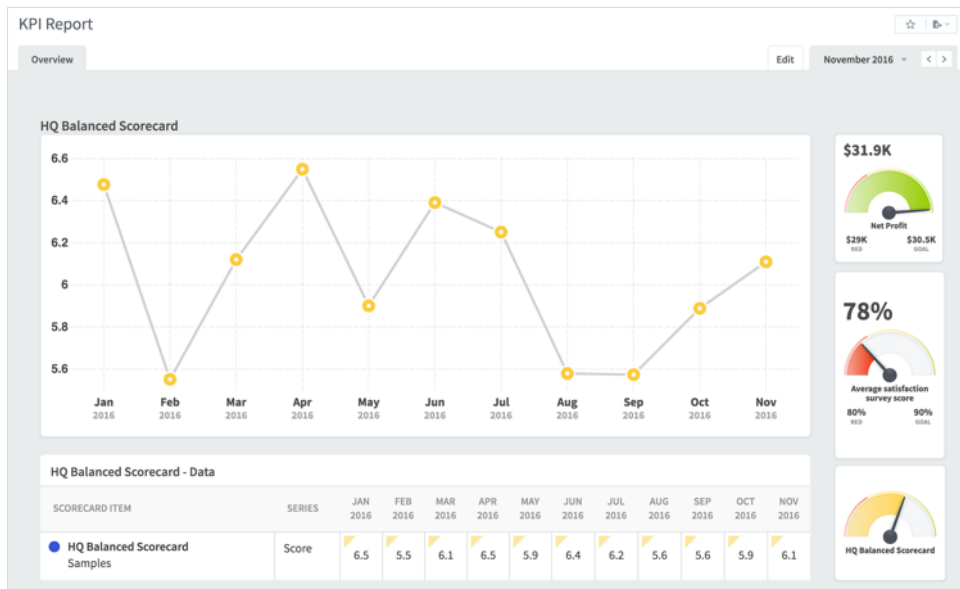 KPI Report
Overview
Edit
November 2016
HQ Balanced Scorecard
6.6
6.4
6.2
6
5.8
5.6
Jan Feb Mar Apr May Jun Jul Aug Sep Oct Nov
2016 2016 2016 2016 2016 2016 2016 2016 2016 2016 2016
$31.9K
Net Profit
$29K $30.5K
RED GOAL
78%
Average satisfaction
survey score
80% 90%
RED GOAL
HQ Balanced Scorecard
HQ Balanced Scorecard - Data
SCORECARD ITEM SERIES JAN FEB MAR APR MAY JUN JUL AUG SEP OCT NOV
2016 2016 2016 2016 2016 2016 2016 2016 2016 2016 2016
HQ Balanced Scorecard Score 6.5 5.5 6.1 6.5 5.9 6.4 6.2 5.6 5.6 5.9 6.1
Samples